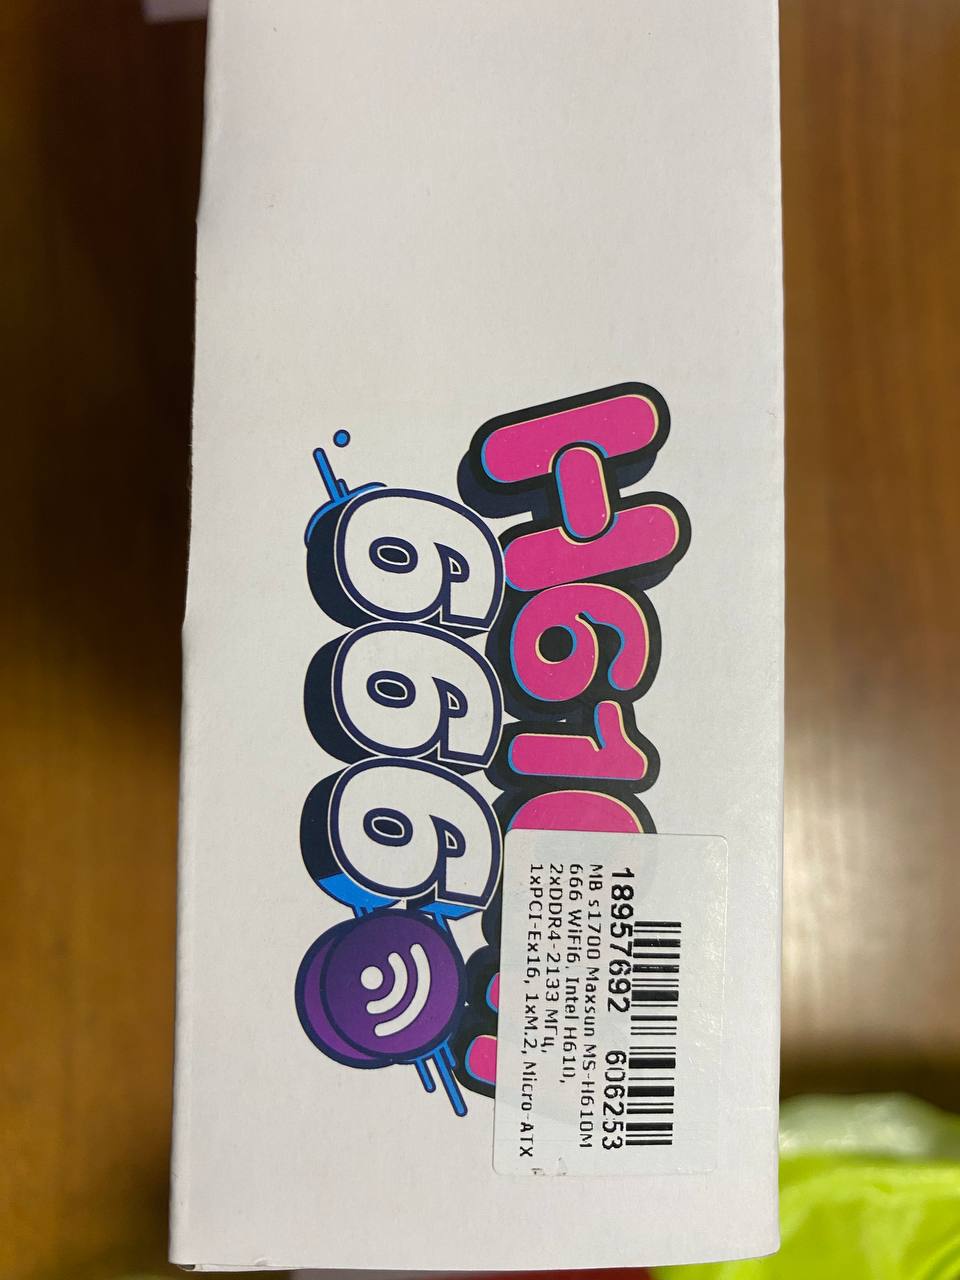 H610
666
18957692 606253
MB s1700 Maxsun MS-H610M
666 WiFi6, Intel H610,
2xDDR4-2133 МГц,
1xPCI-Ex16, 1xM.2, Micro-ATX